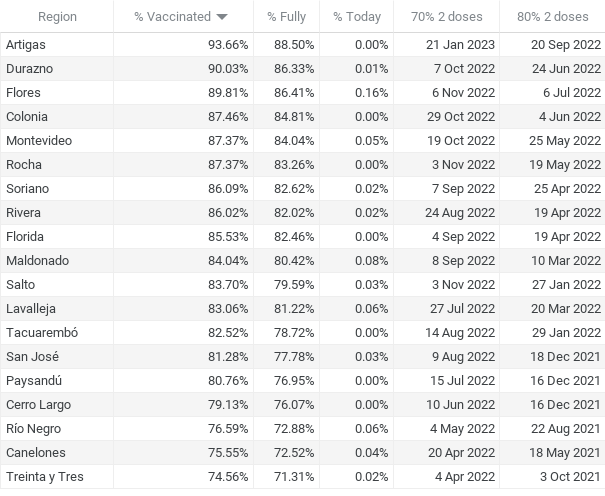 Region % Vaccinated % Fully % Today 70% 2 doses 80% 2 doses
Artigas 93.66% 88.50% 0.00% 21 Jan 2023 20 Sep 2022
Durazno 90.03% 86.33% 0.01% 7 Oct 2022 24 Jun 2022
Flores 89.81% 86.41% 0.16% 6 Nov 2022 6 Jul 2022
Colonia 87.46% 84.81% 0.00% 29 Oct 2022 4 Jun 2022
Montevideo 87.37% 84.04% 0.05% 19 Oct 2022 25 May 2022
Rocha 87.37% 83.26% 0.00% 3 Nov 2022 19 May 2022
Soriano 86.09% 82.62% 0.02% 7 Sep 2022 25 Apr 2022
Rivera 86.02% 82.02% 0.02% 24 Aug 2022 19 Apr 2022
Florida 85.53% 82.46% 0.00% 4 Sep 2022 19 Apr 2022
Maldonado 84.04% 80.42% 0.08% 8 Sep 2022 10 Mar 2022
Salto 83.70% 79.59% 0.03% 3 Nov 2022 27 Jan 2022
Lavalleja 83.06% 81.22% 0.06% 27 Jul 2022 20 Mar 2022
Tacuarembó 82.52% 78.72% 0.00% 14 Aug 2022 29 Jan 2022
San José 81.28% 77.78% 0.03% 9 Aug 2022 18 Dec 2021
Paysandú 80.76% 76.95% 0.00% 15 Jul 2022 16 Dec 2021
Cerro Largo 79.13% 76.07% 0.00% 10 Jun 2022 16 Dec 2021
Río Negro 76.59% 72.88% 0.06% 4 May 2022 22 Aug 2021
Canelones 75.55% 72.52% 0.04% 20 Apr 2022 18 May 2021
Treinta y Tres 74.56% 71.31% 0.02% 4 Apr 2022 3 Oct 2021